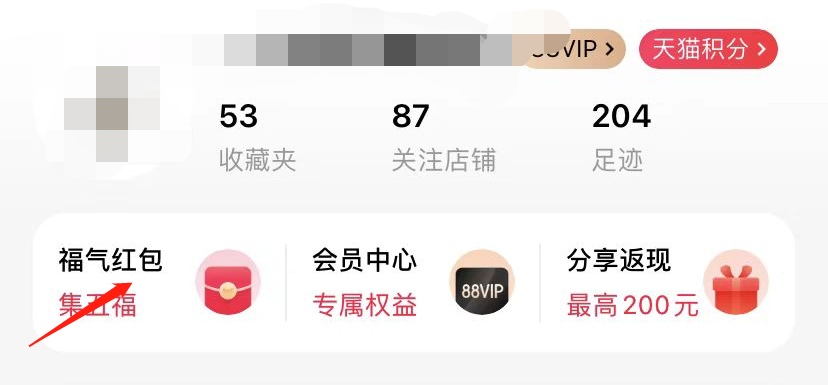 88VIP
天猫积分
53
87
204
收藏夹
关注店铺
足迹
福气红包
会员中心
分享返现
集五福
专属权益
88VIP
最高200元